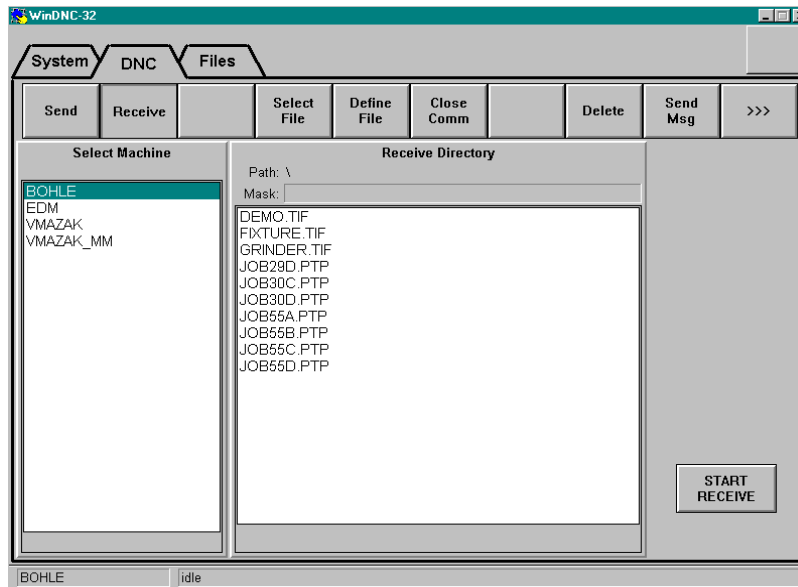 WinDNC-32
System DNC Files
Send Receive Select File Define File Close Comm Delete Send Msg >>>
Select Machine
BOHLE
EDM
VMAZAK
VMAZAK_MM
Receive Directory
Path: \
Mask:
DEMO.TIF
FIXTURE.TIF
GRINDER.TIF
JOB29D.PTP
JOB30C.PTP
JOB30D.PTP
JOB55A.PTP
JOB55B.PTP
JOB55C.PTP
JOB55D.PTP
START
RECEIVE
BOHLE idle